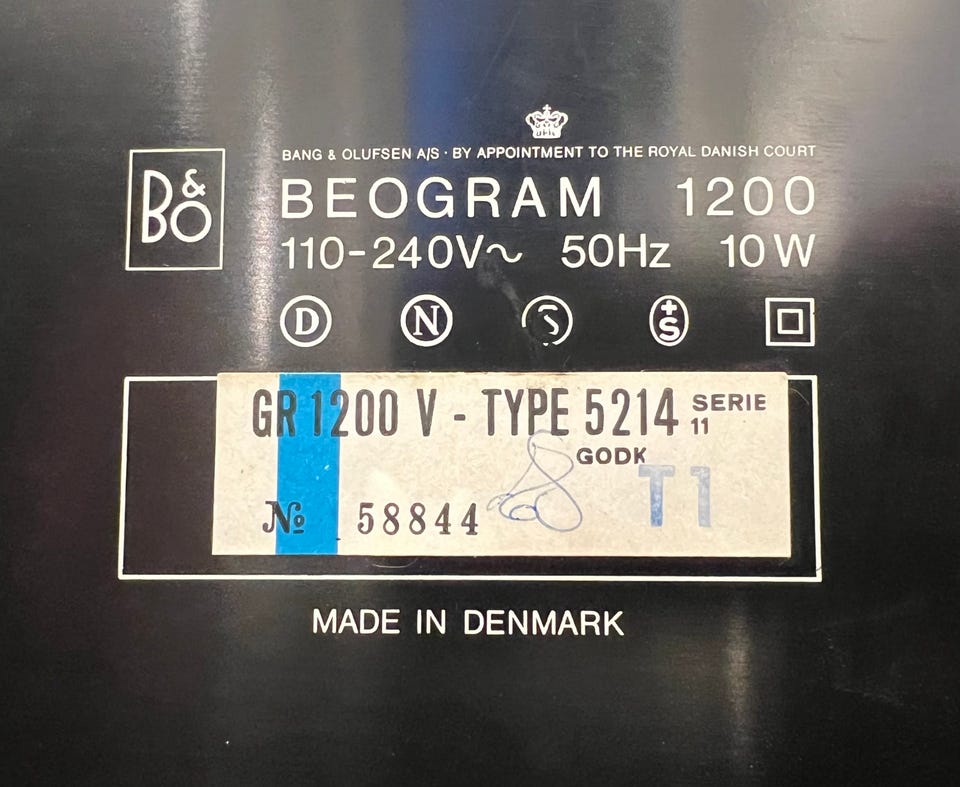 BANG & OLUFSEN A/S · BY APPOINTMENT TO THE ROYAL DANISH COURT
B&O
BEOGRAM 1200
110-240V~ 50Hz 10W
D N S +S
GR 1200 V - TYPE 5214 SERIE 11
GODK
T1
No 58844
MADE IN DENMARK